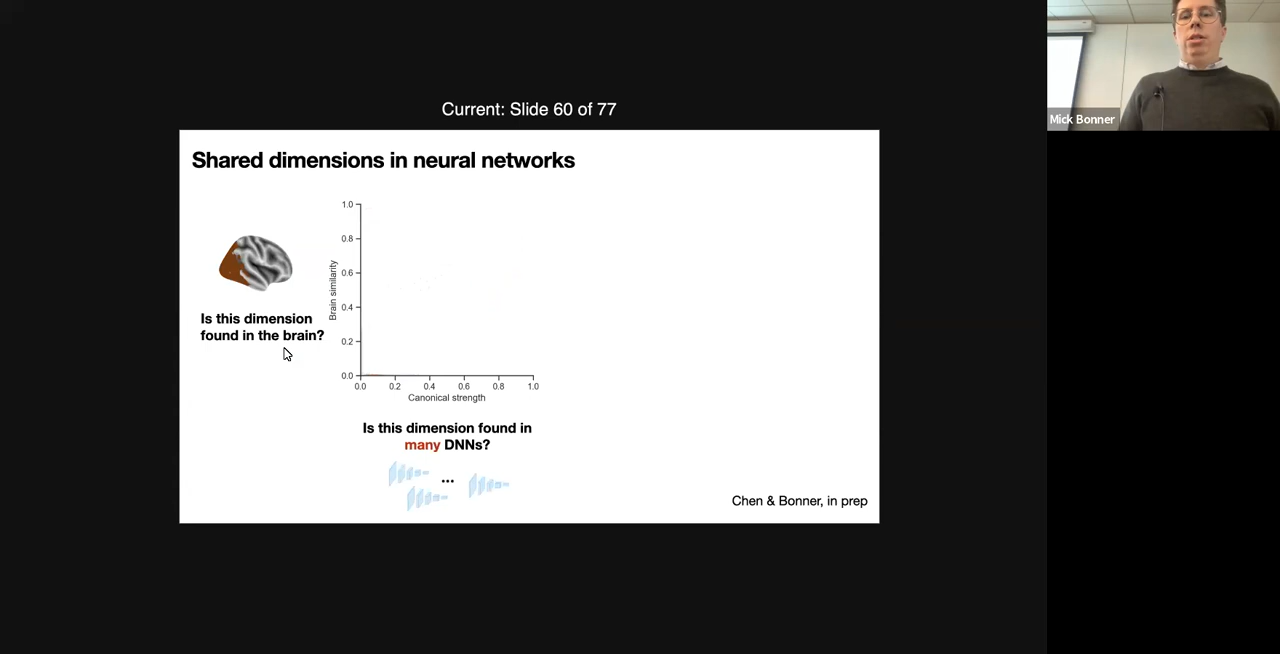 Current: Slide 60 of 77
Mick Bonner
Shared dimensions in neural networks
1.0
0.8
0.6
0.4
0.2
0.0
Brain similarity
0.0 0.2 0.4 0.6 0.8 1.0
Canonical strength
Is this dimension
found in the brain?
Is this dimension found in
many DNNs?
...
Chen & Bonner, in prep